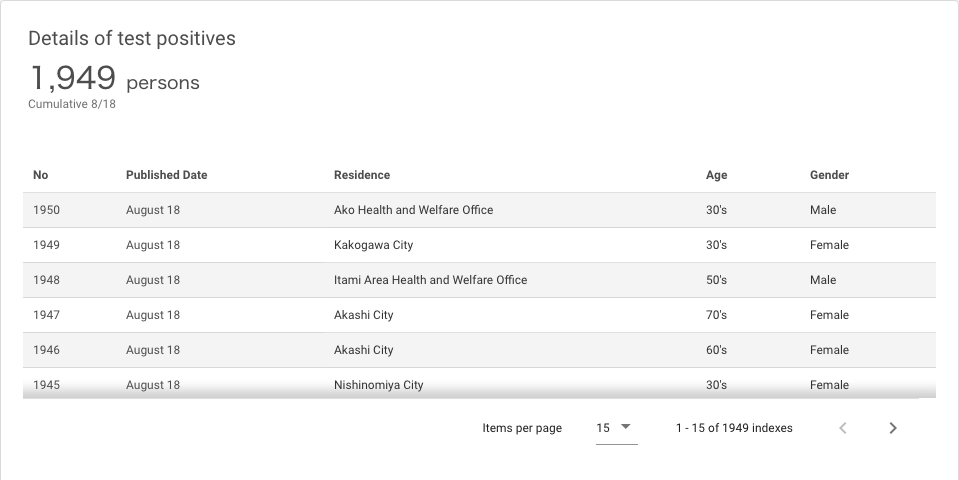 Details of test positives
1,949 persons
Cumulative 8/18
No Published Date Residence Age Gender
1950 August 18 Ako Health and Welfare Office 30's Male
1949 August 18 Kakogawa City 30's Female
1948 August 18 Itami Area Health and Welfare Office 50's Male
1947 August 18 Akashi City 70's Female
1946 August 18 Akashi City 60's Female
1945 August 18 Nishinomiya City 30's Female
Items per page 15 1 - 15 of 1949 indexes